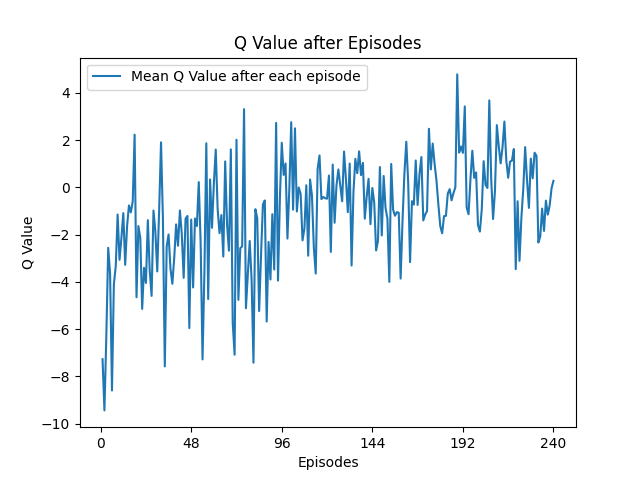 Q Value after Episodes
Mean Q Value after each episode
4
2
0
−2
−4
−6
−8
−10
Q Value
0 48 96 144 192 240
Episodes